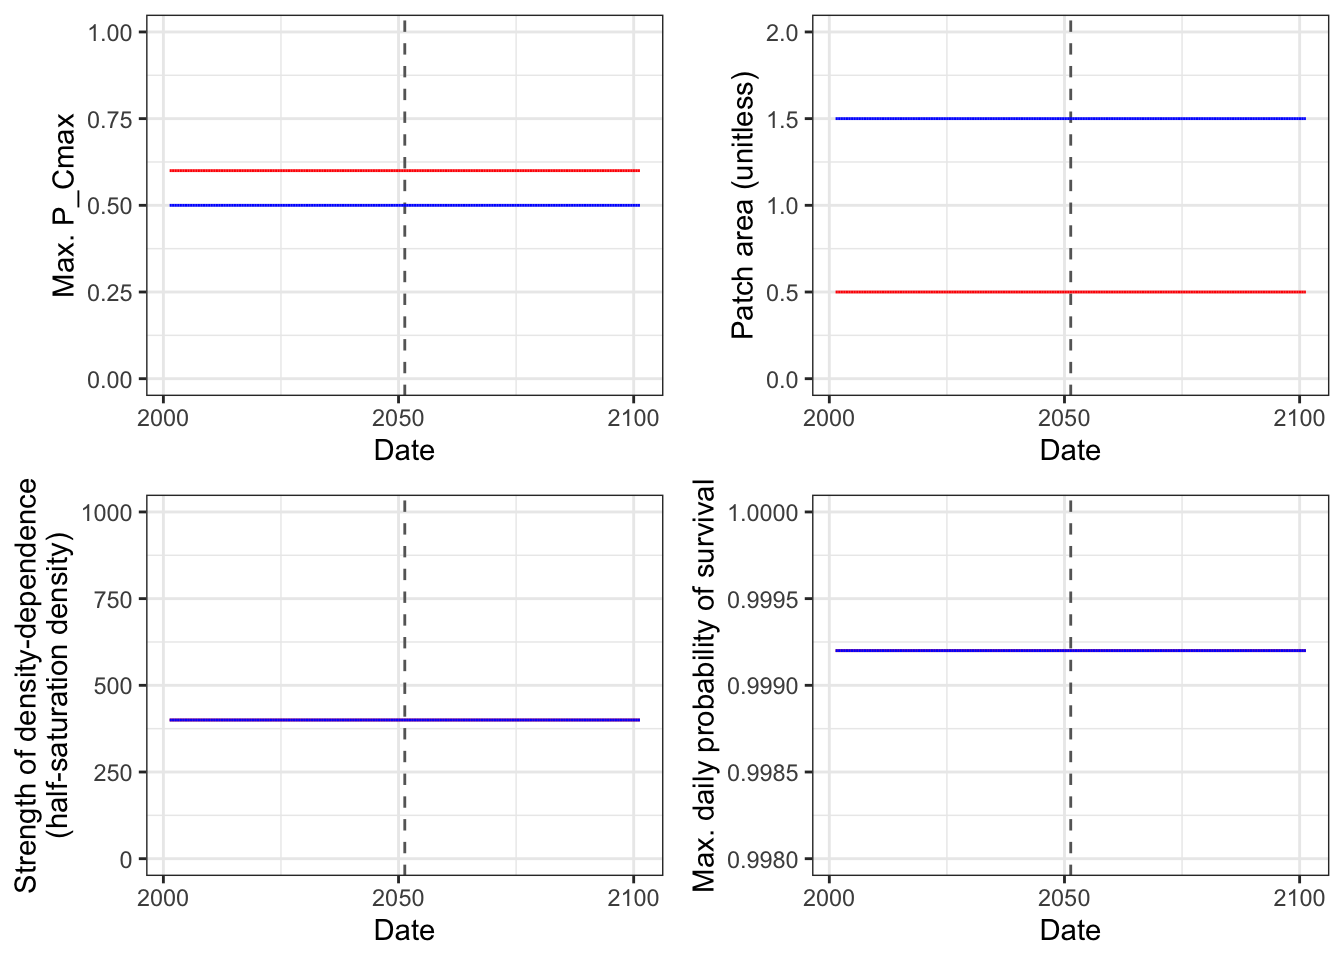 Max. P_Cmax
1.00
0.75
0.50
0.25
0.00
2000 2050 2100
Date
Patch area (unitless)
2.0
1.5
1.0
0.5
0.0
2000 2050 2100
Date
Strength of density-dependence
(half-saturation density)
1000
750
500
250
0
2000 2050 2100
Date
Max. daily probability of survival
1.0000
0.9995
0.9990
0.9985
0.9980
2000 2050 2100
Date